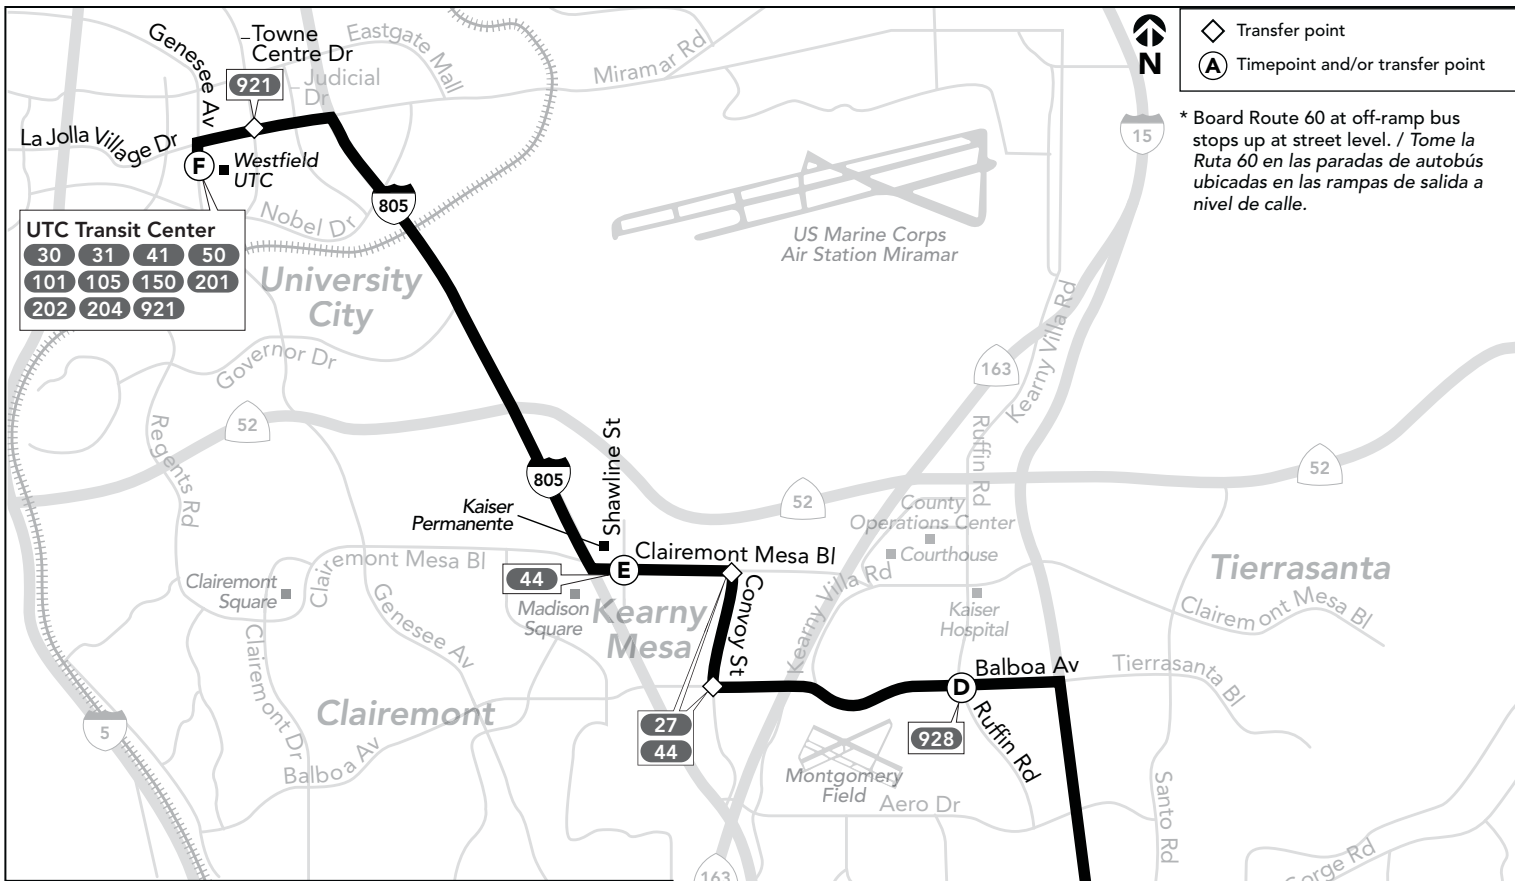 Genesee Av
Towne
Centre Dr
Eastgate
Mall
Judicial
Dr
Miramar Rd
921
La Jolla Village Dr
F
Westfield
UTC
Nobel Dr
805
UTC Transit Center
30 31 41 50
101 105 150 201
202 204 921
University
City
Governor Dr
52
Regents Rd
N
Transfer point
A Timepoint and/or transfer point
* Board Route 60 at off-ramp bus
stops up at street level. / Tome la
Ruta 60 en las paradas de autobús
ubicadas en las rampas de salida a
nivel de calle.
15
US Marine Corps
Air Station Miramar
Kearny Villa Rd
163
Ruffin Rd
52
52
805
Shawline St
Kaiser
Permanente
County
Operations Center
Courthouse
Clairemont Mesa Bl
E
Clairemont Mesa Bl
44
Clairemont
Square
Madison
Square
Kearny
Mesa
Convoy St
Kearny Villa Rd
Kaiser
Hospital
Tierrasanta
Clairemont Mesa Bl
Genesee Av
Clairemont Dr
Balboa Av
D
Tierrasanta Bl
Clairemont
5
Balboa Av
27
44
928
Ruffin Rd
Montgomery
Field
Aero Dr
Santo Rd
163
Gorge Rd